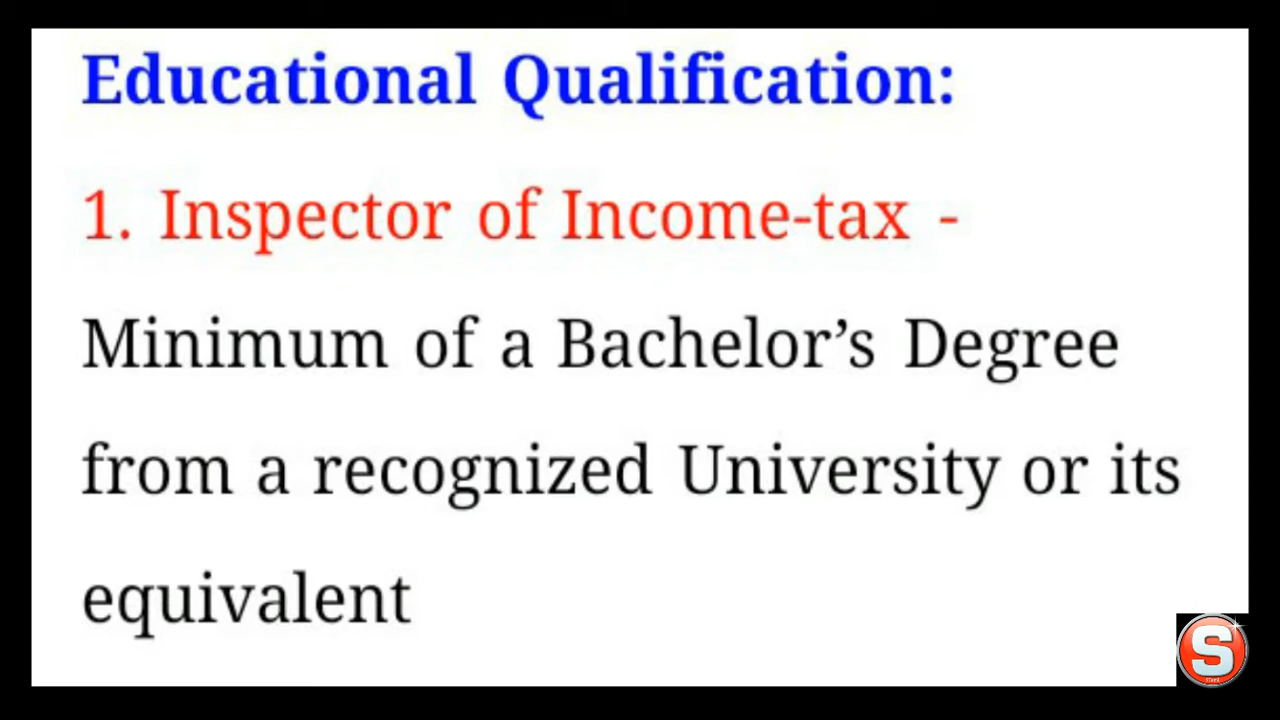 Educational Qualification:
1. Inspector of Income-tax -
Minimum of a Bachelor’s Degree
from a recognized University or its
equivalent
S